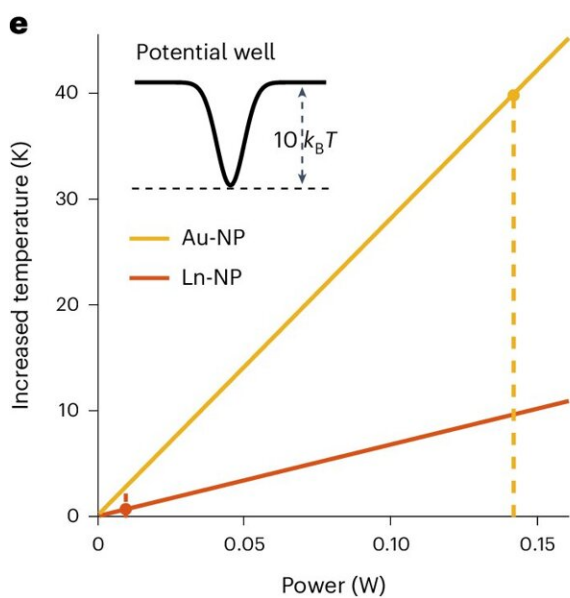 e
Potential well
10 k_BT
Au-NP
Ln-NP
Increased temperature (K)
40
30
20
10
0
0
0.05
0.10
0.15
Power (W)